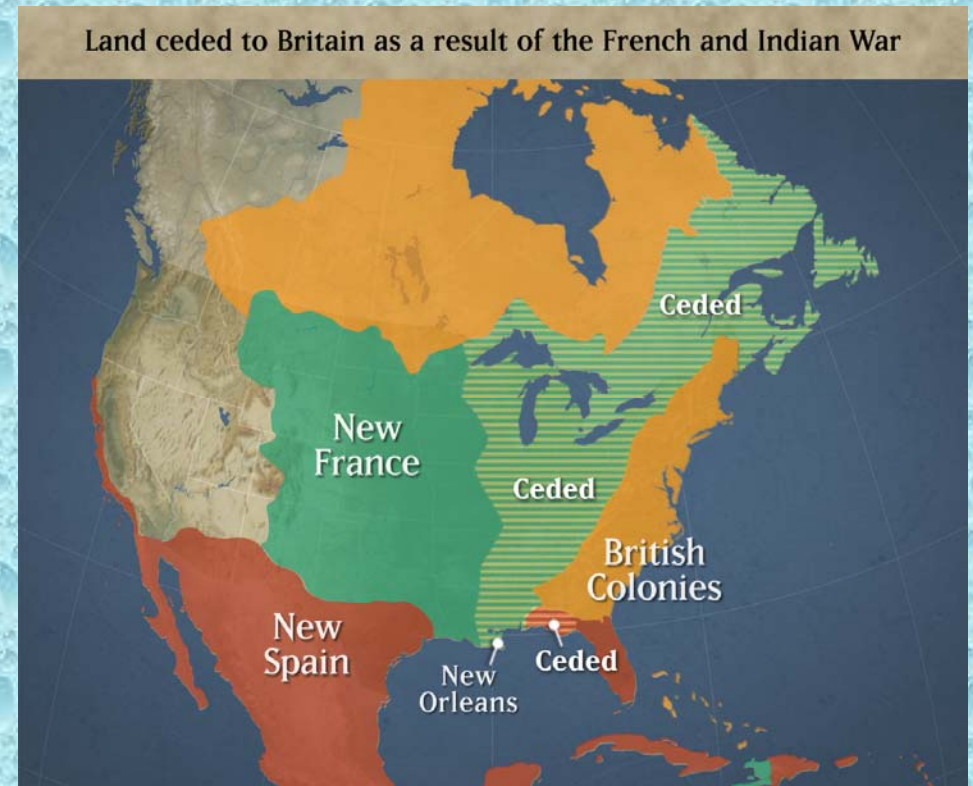 Land ceded to Britain as a result of the French and Indian War
Ceded
New
France
Ceded
British
Colonies
New
Spain
Ceded
New
Orleans